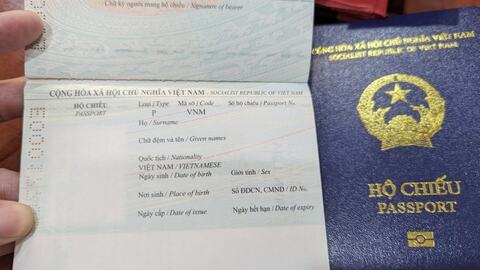 Chữ ký người mang hộ chiếu / Signature of bearer
CỘNG HÒA XÃ HỘI CHỦ NGHĨA VIỆT NAM - SOCIALIST REPUBLIC OF VIET NAM
HỘ CHIẾU Loại / Type Mã số / Code Số hộ chiếu / Passport No.
PASSPORT P VNM
Họ / Surname
Chữ đệm và tên / Given names
Quốc tịch / Nationality
VIỆT NAM / VIETNAMESE
Ngày sinh / Date of birth Giới tính / Sex
Nơi sinh / Place of birth Số ĐDCN, CMND / ID No.
Ngày cấp / Date of issue Ngày hết hạn / Date of expiry
CỘNG HÒA XÃ HỘI CHỦ NGHĨA VIỆT NAM
SOCIALIST REPUBLIC OF VIET NAM
HỘ CHIẾU
PASSPORT